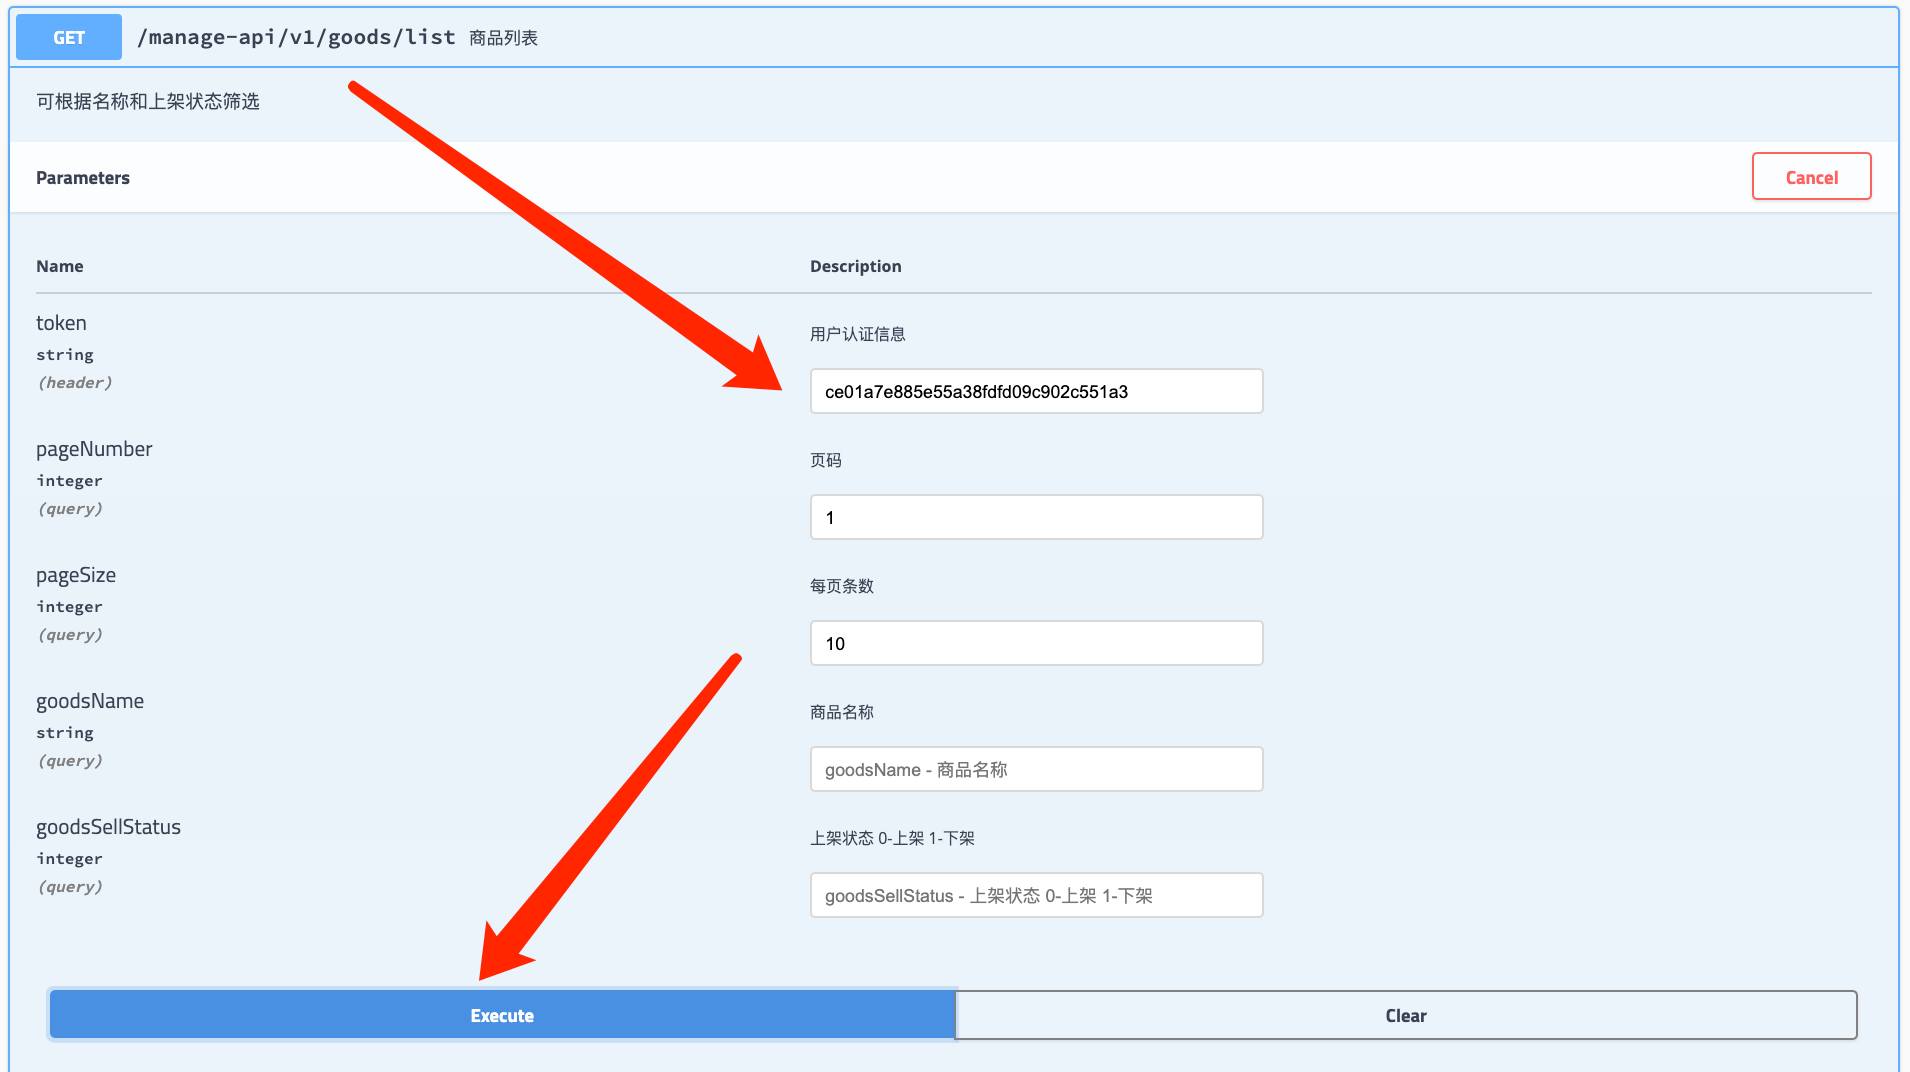 GET /manage-api/v1/goods/list 商品列表
可根据名称和上架状态筛选
Parameters
Cancel
Name
Description
token
string
(header)
用户认证信息
ce01a7e885e55a38fdfd09c902c551a3
pageNumber
integer
(query)
页码
1
pageSize
integer
(query)
每页条数
10
goodsName
string
(query)
商品名称
goodsName - 商品名称
goodsSellStatus
integer
(query)
上架状态 0-上架 1-下架
goodsSellStatus - 上架状态 0-上架 1-下架
Execute
Clear